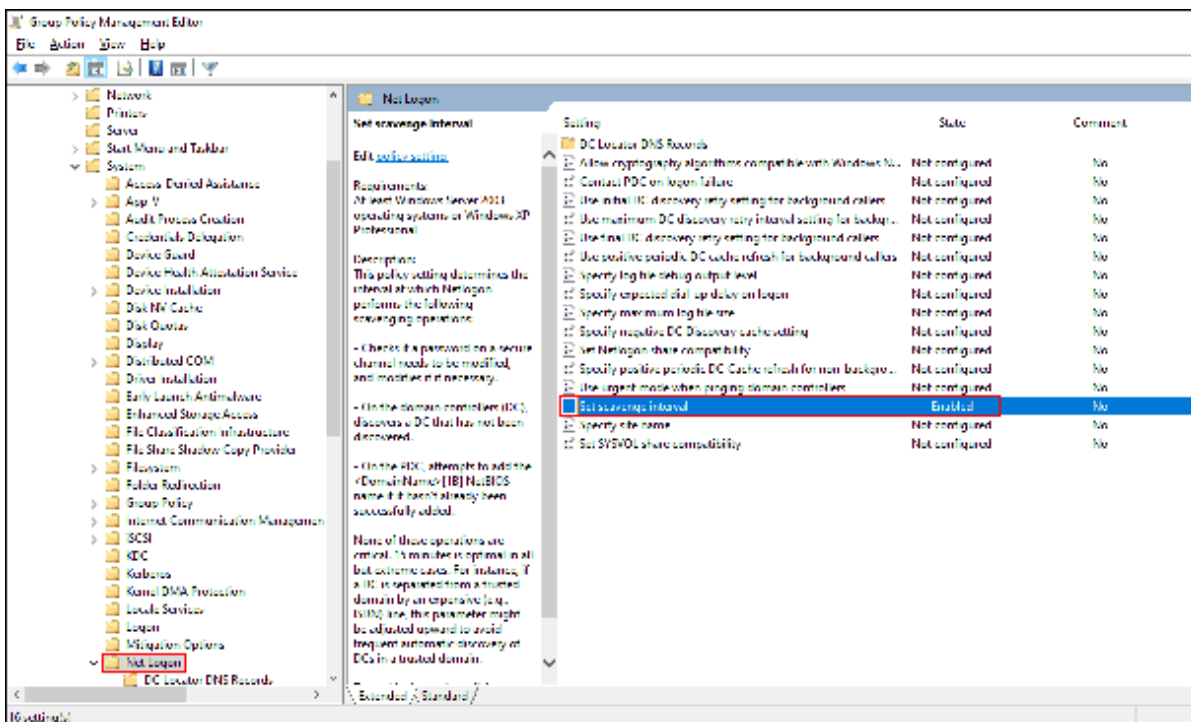 Group Policy Management Editor
File Action View Help
Network
Printers
Server
Start Menu and Taskbar
System
Access-Denied Assistance
App-V
Audit Process Creation
Credentials Delegation
Device Guard
Device Health Attestation Service
Device Installation
Disk NV Cache
Disk Quotas
Display
Distributed COM
Driver Installation
Early Launch Antimalware
Enhanced Storage Access
File Classification Infrastructure
File Share Shadow Copy Provider
Filesystem
Folder Redirection
Group Policy
Internet Communication Managemen
iSCSI
KDC
Kerberos
Kernel DMA Protection
Locale Services
Logon
Mitigation Options
Net Logon
DC Locator DNS Records
Net Logon
Set scavenge interval
Edit policy setting
Requirements:
At least Windows Server 2003
operating systems or Windows XP
Professional
Description:
This policy setting determines the
interval at which Netlogon
performs the following
scavenging operations:
- Checks if a password on a secure
channel needs to be modified,
and modifies it if necessary.
- On the domain controllers (DC),
discovers a DC that has not been
discovered.
- On the PDC, attempts to add the
<DomainName>[1B] NetBIOS
name if it hasn't already been
successfully added.
None of these operations are
critical. 15 minutes is optimal in all
but extreme cases. For instance, if
a DC is separated from a trusted
domain by an expensive (e.g.,
ISDN) line, this parameter might
be adjusted upward to avoid
frequent automatic discovery of
DCs in a trusted domain.
Setting State Comment
DC Locator DNS Records
Allow cryptography algorithms compatible with Windows N... Not configured No
Contact PDC on logon failure Not configured No
Use initial DC discovery retry setting for background callers Not configured No
Use maximum DC discovery retry interval setting for backgr... Not configured No
Use final DC discovery retry setting for background callers Not configured No
Use positive periodic DC cache refresh for background callers Not configured No
Specify log file debug output level Not configured No
Specify expected dial-up delay on logon Not configured No
Specify maximum log file size Not configured No
Specify negative DC Discovery cache setting Not configured No
Set Netlogon share compatibility Not configured No
Specify positive periodic DC Cache refresh for non-backgro... Not configured No
Use urgent mode when pinging domain controllers Not configured No
Set scavenge interval Enabled No
Specify site name Not configured No
Set SYSVOL share compatibility Not configured No
Extended Standard
16 setting(s)